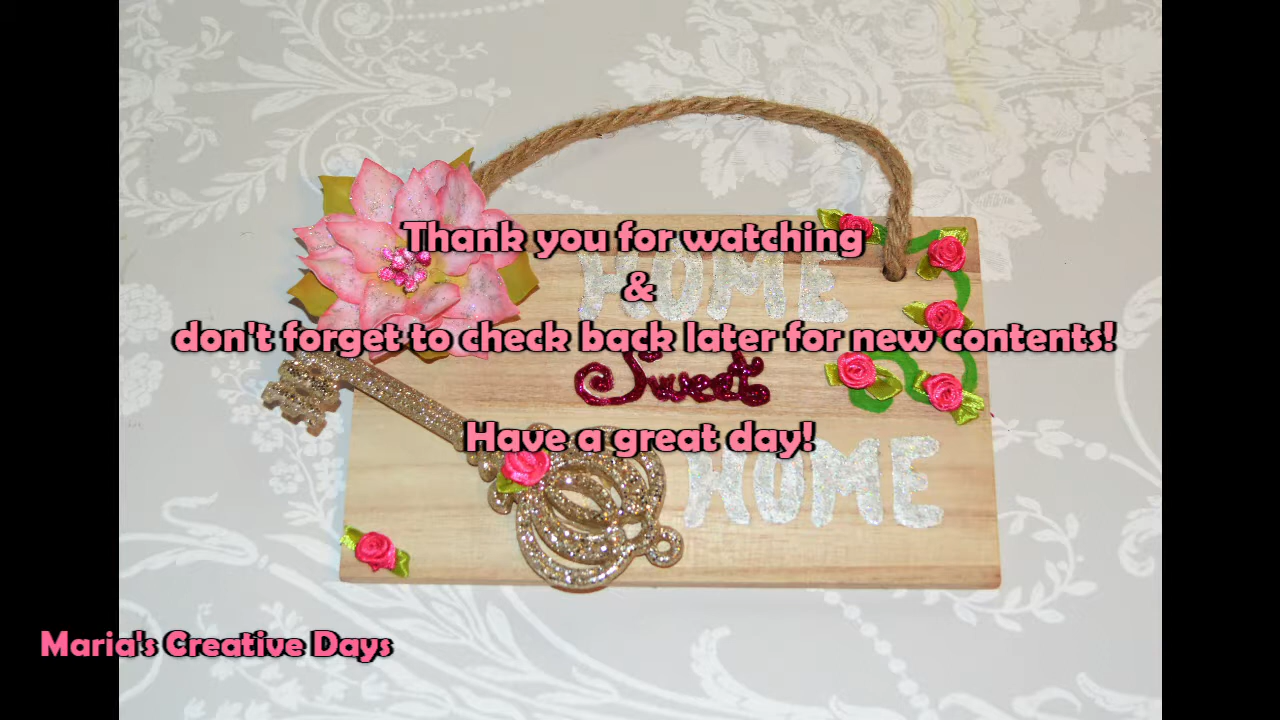 Thank you for watching
HOME
&
don't forget to check back later for new contents!
Sweet
Have a great day!
HOME
Maria's Creative Days